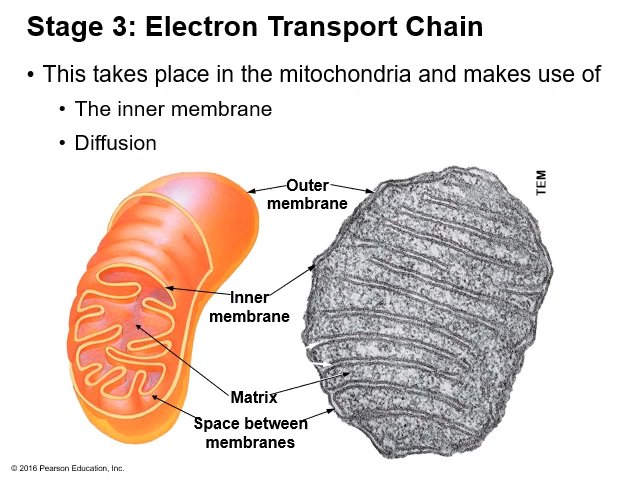 Stage 3: Electron Transport Chain
• This takes place in the mitochondria and makes use of
• The inner membrane
• Diffusion
TEM
Outer
membrane
Inner
membrane
Matrix
Space between
membranes
© 2016 Pearson Education, Inc.